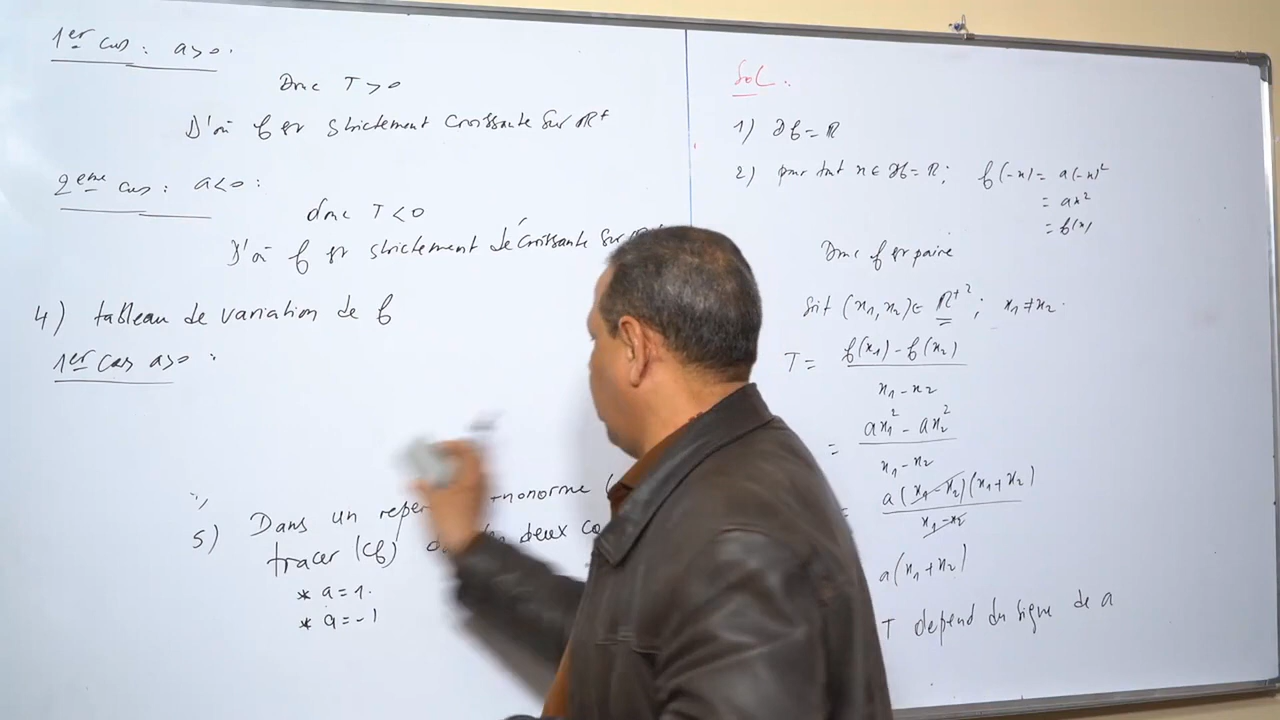 1er cas : a>0.
Donc T>0
D'où f est strictement croissante sur R+
2ème cas : a<0 :
donc T<0
D'où f est strictement décroissante sur
4) tableau de variation de f
1er cas a>0 :
5) Dans un
tracer (Cf) deux
* a=1.
* a=-1
Sol :
1) Df = R
2) pour tout x ∈ Df = R ; f(-x) = a(-x)²
= ax²
= f(x)
Donc f est paire
Soit (x1, x2) ∈ R+² ; x1 ≠ x2.
T = f(x1) - f(x2) / x1 - x2
= ax1² - ax2² / x1 - x2
a(x1 - x2)(x1 + x2) / x1 - x2
a(x1 + x2)
T depend du signe de a